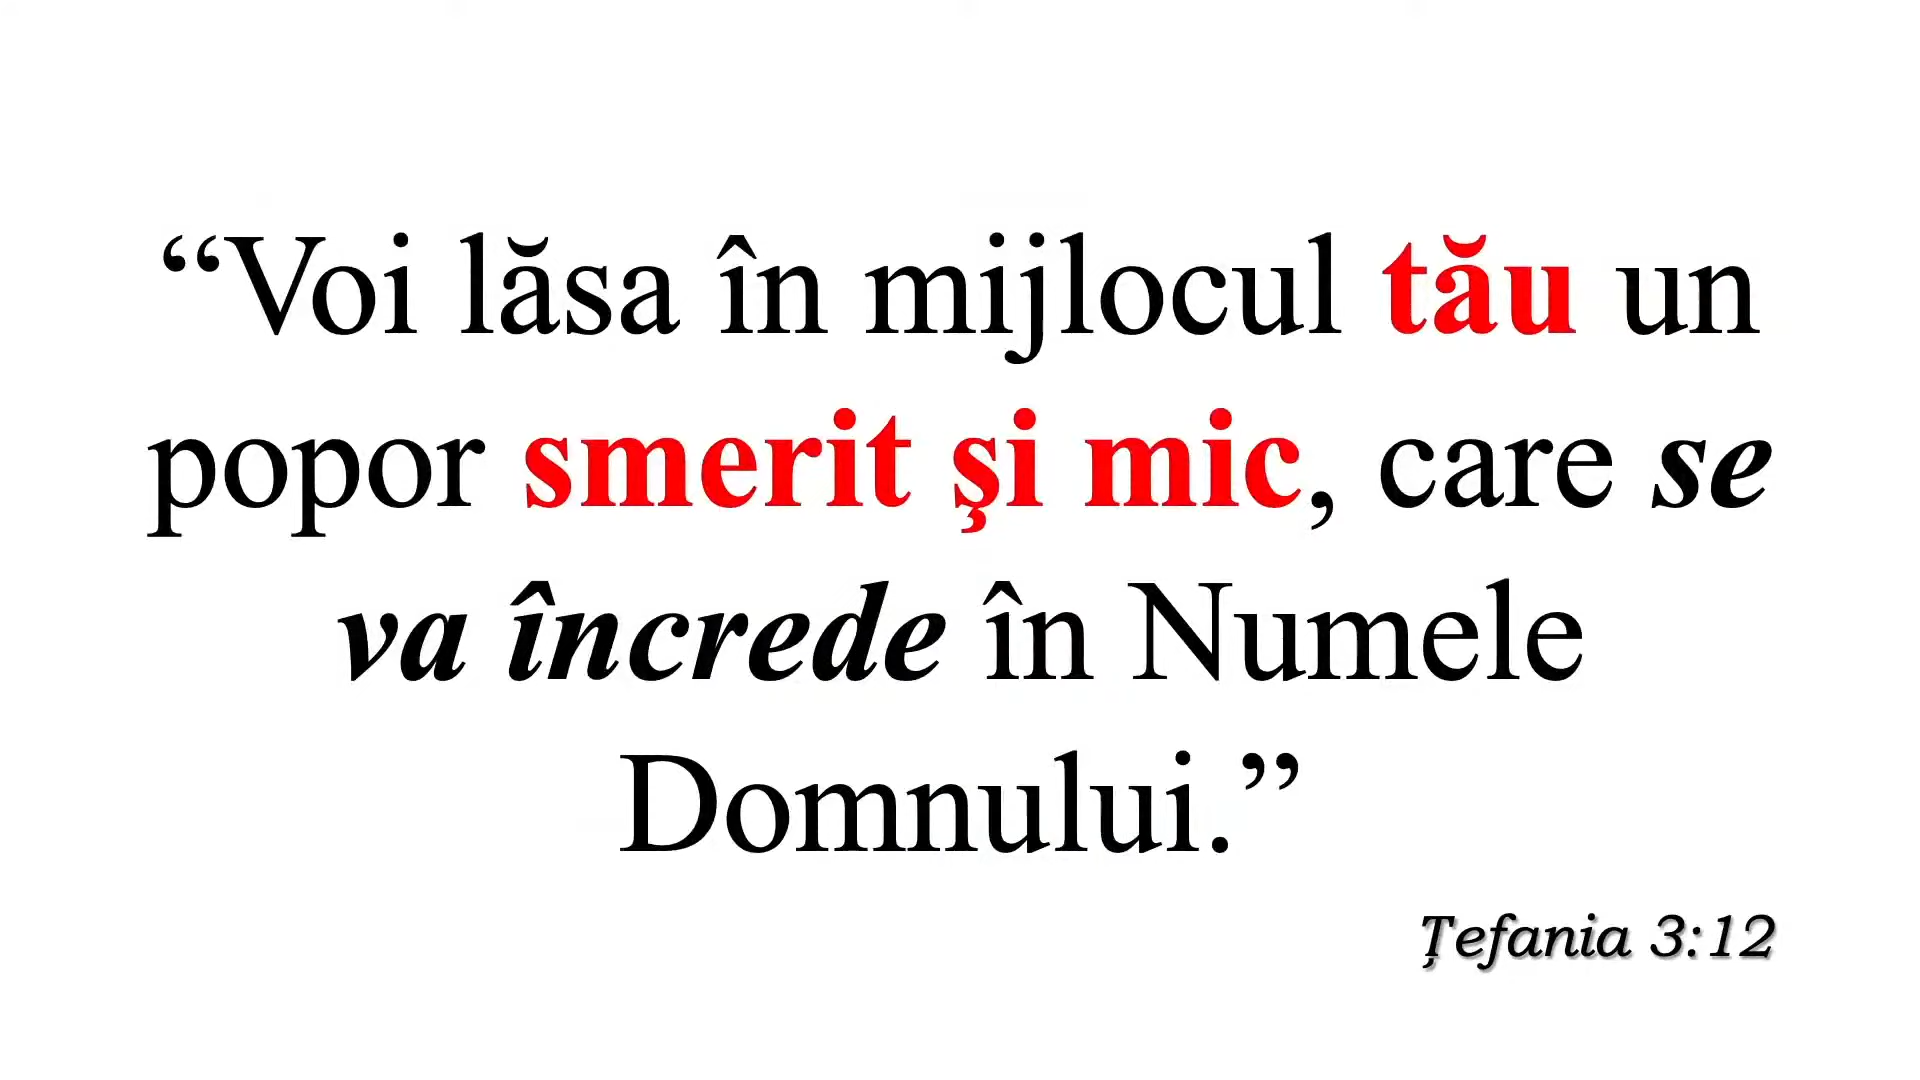 “Voi lăsa în mijlocul tău un
popor smerit şi mic, care se
va încrede în Numele
Domnului.”
Ţefania 3:12